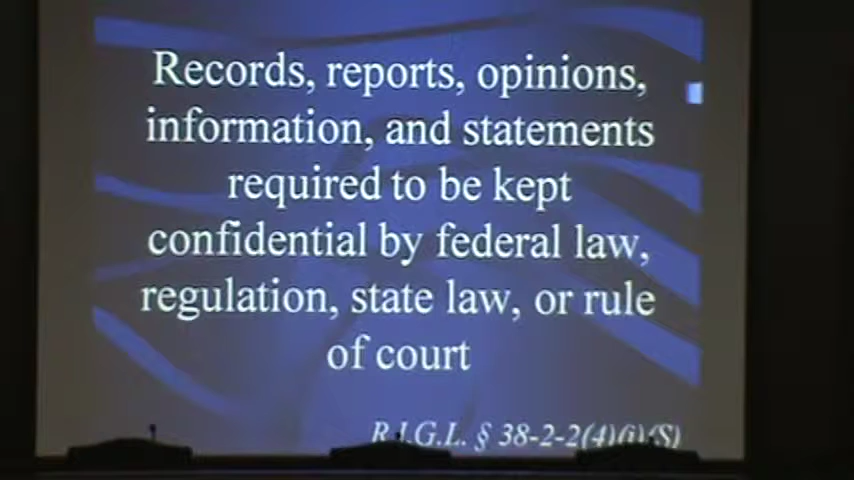 Records, reports, opinions,
information, and statements
required to be kept
confidential by federal law,
regulation, state law, or rule
of court
R.I.G.L. § 38-2-2(4)(i)(S)